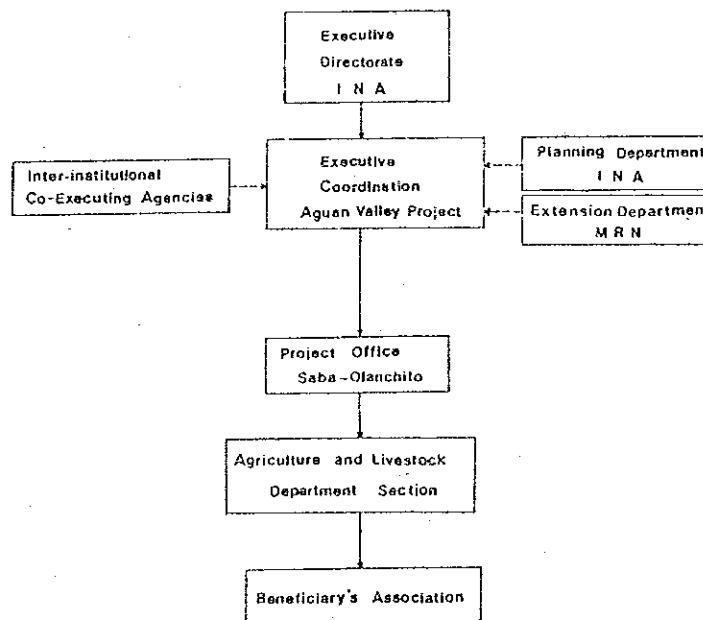 Executive
Directorate
I N A
Executive
Coordination
Aguan Valley Project
Inter-institutional
Co-Executing Agencies
Planning Department
I N A
Extension Department
M R N
Project Office
Saba-Olanchito
Agriculture and Livestock
Department Section
Beneficiary's Association